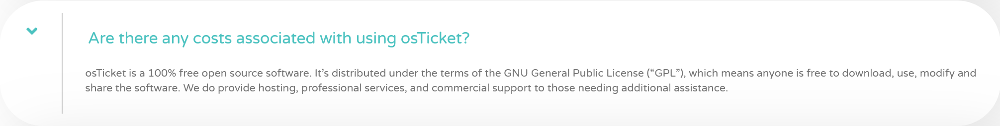 Are there any costs associated with using osTicket?
osTicket is a 100% free open source software. It’s distributed under the terms of the GNU General Public License (“GPL”), which means anyone is free to download, use, modify and
share the software. We do provide hosting, professional services, and commercial support to those needing additional assistance.